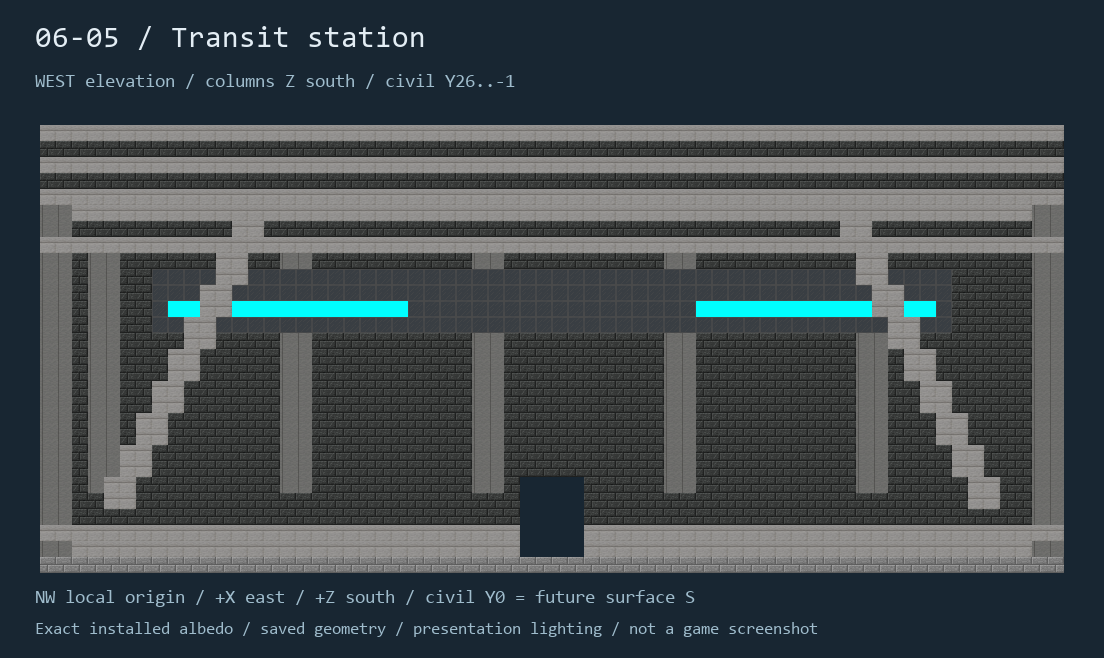 06-05 / Transit station
WEST elevation / columns Z south / civil Y26..-1
NW local origin / +X east / +Z south / civil Y0 = future surface S
Exact installed albedo / saved geometry / presentation lighting / not a game screenshot